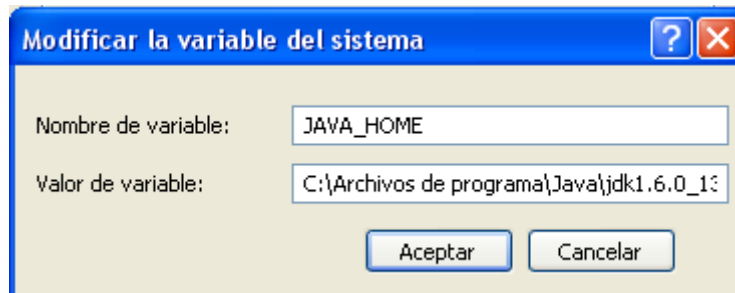 Modificar la variable del sistema
Nombre de variable: JAVA_HOME
Valor de variable: C:\Archivos de programa\Java\jdk1.6.0_13
Aceptar Cancelar